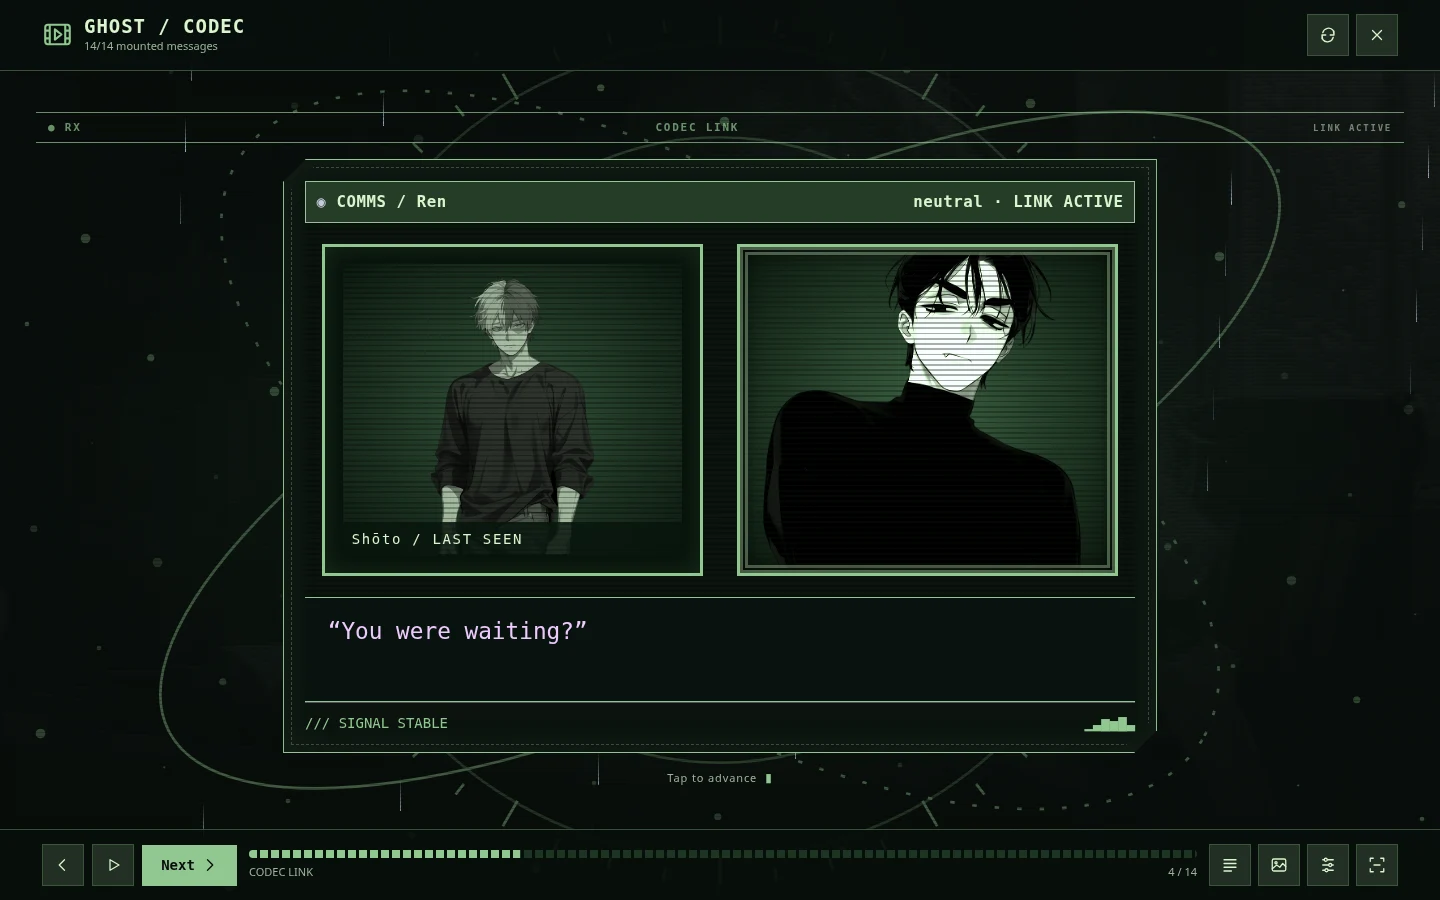 GHOST / CODEC
14/14 mounted messages
● RX
CODEC LINK
LINK ACTIVE
◉ COMMS / Ren
neutral · LINK ACTIVE
Shōto / LAST SEEN
“You were waiting?”
/// SIGNAL STABLE
Tap to advance
Next
CODEC LINK
4 / 14